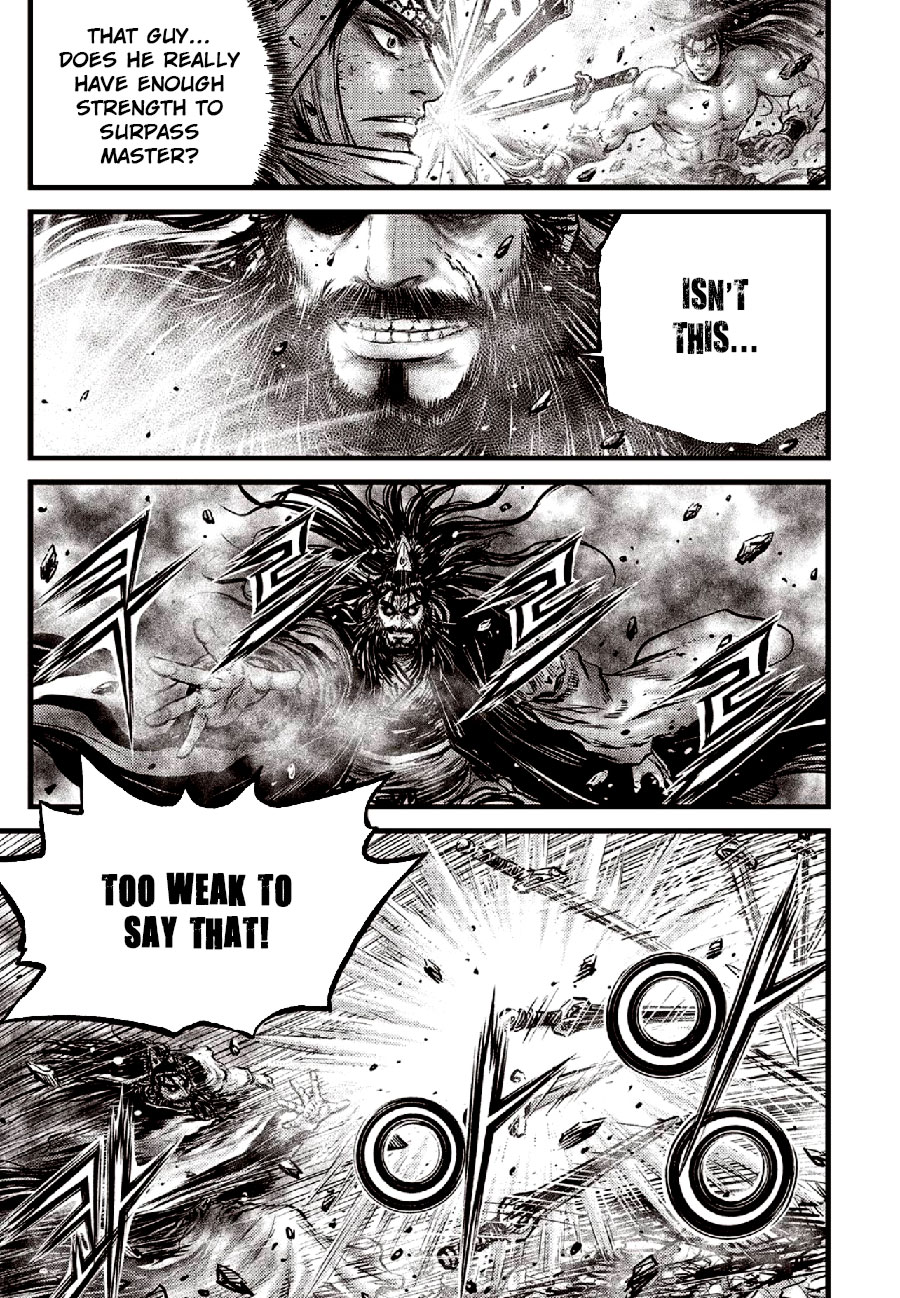 THAT GUY...
DOES HE REALLY
HAVE ENOUGH
STRENGTH TO
SURPASS
MASTER?
ISN'T
THIS...
TOO WEAK TO
SAY THAT!